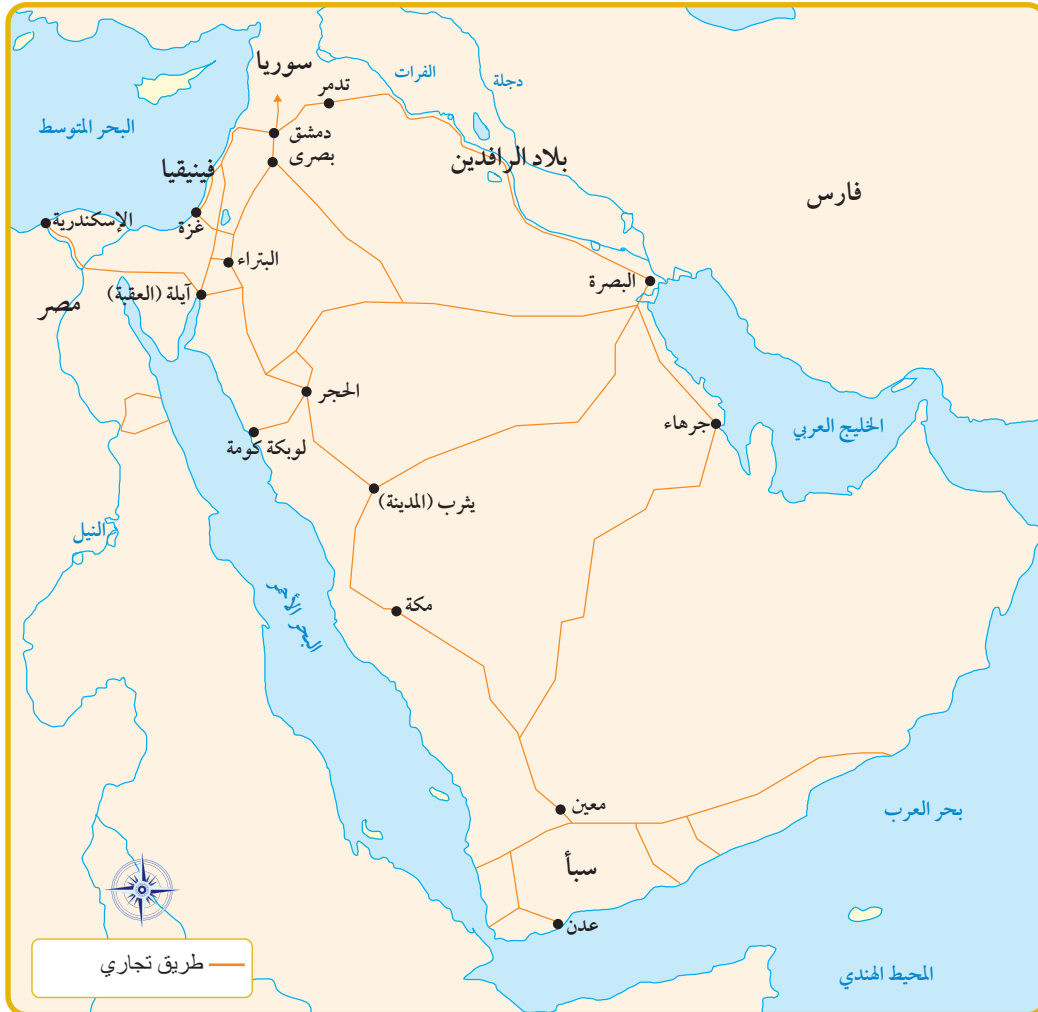 سوريا
الفرات
دجلة
تدمر
البحر المتوسط
دمشق
بصرى
بلاد الرافدين
فينيقيا
فارس
الإسكندرية
غزة
البتراء
البصرة
آيلة (العقبة)
مصر
الحجر
جرهاء
الخليج العربي
لوبكة كومة
يثرب (المدينة)
النيل
مكة
البحر الأحمر
معين
بحر العرب
سبأ
عدن
طريق تجاري
المحيط الهندي